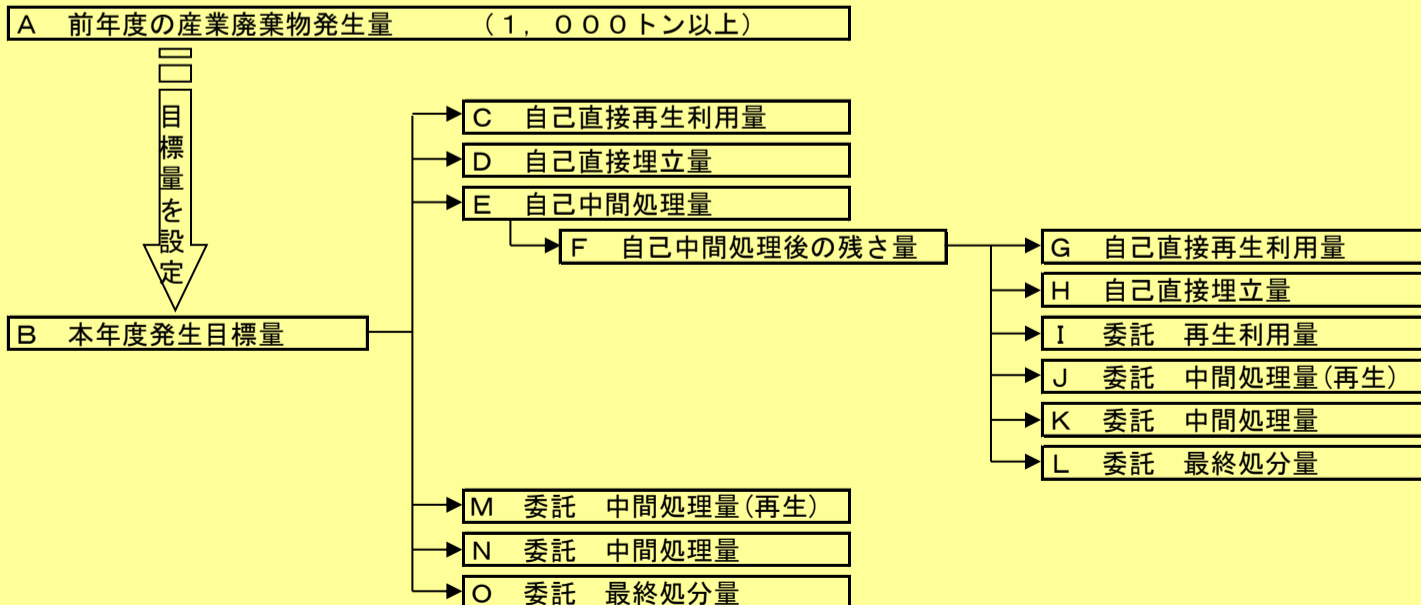 A 前年度の産業廃棄物発生量 （1，000トン以上）
目標量を設定
C 自己直接再生利用量
D 自己直接埋立量
E 自己中間処理量
F 自己中間処理後の残さ量
G 自己直接再生利用量
H 自己直接埋立量
I 委託 再生利用量
B 本年度発生目標量
J 委託 中間処理量(再生)
K 委託 中間処理量
L 委託 最終処分量
M 委託 中間処理量(再生)
N 委託 中間処理量
O 委託 最終処分量